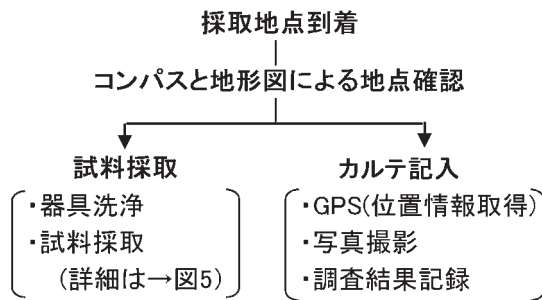 採取地点到着
コンパスと地形図による地点確認
試料採取
・器具洗浄
・試料採取
(詳細は→図5)
カルテ記入
・GPS(位置情報取得)
・写真撮影
・調査結果記録